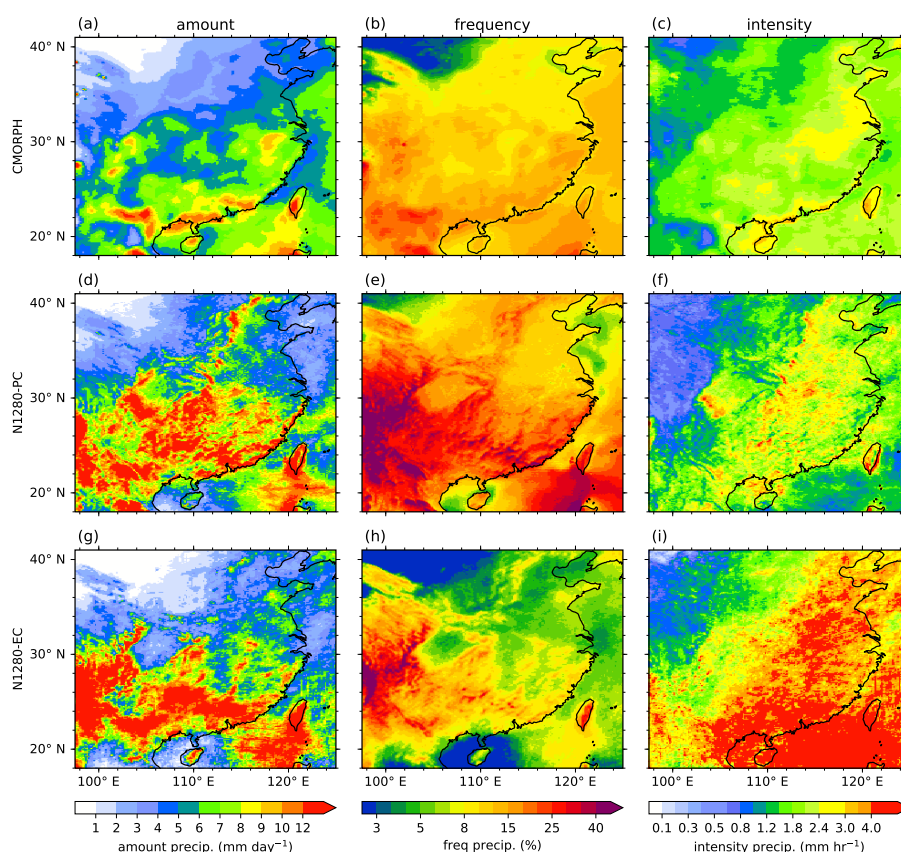 (a) amount (b) frequency (c) intensity
40° N
30° N
20° N
CMORPH
(d) (e) (f)
40° N
30° N
20° N
N1280-PC
(g) (h) (i)
40° N
30° N
20° N
N1280-EC
100° E 110° E 120° E 100° E 110° E 120° E 100° E 110° E 120° E
1 2 3 4 5 6 7 8 9 10 12 3 5 8 15 25 40 0.1 0.3 0.5 0.8 1.2 1.8 2.4 3.0 4.0
amount precip. (mm day⁻¹) freq precip. (%) intensity precip. (mm hr⁻¹)